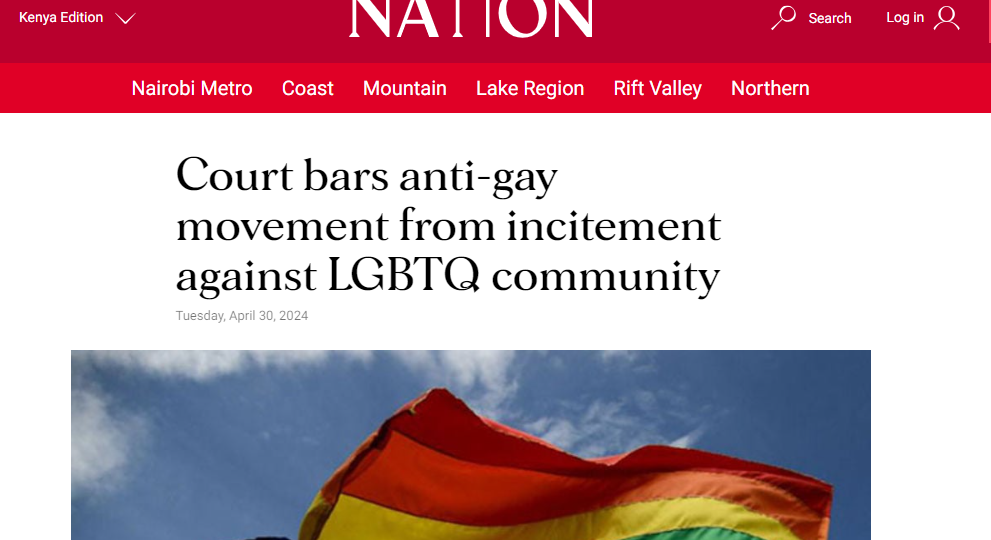 Kenya Edition
NATION
Search
Log in
Nairobi Metro Coast Mountain Lake Region Rift Valley Northern
Court bars anti-gay
movement from incitement
against LGBTQ community
Tuesday, April 30, 2024